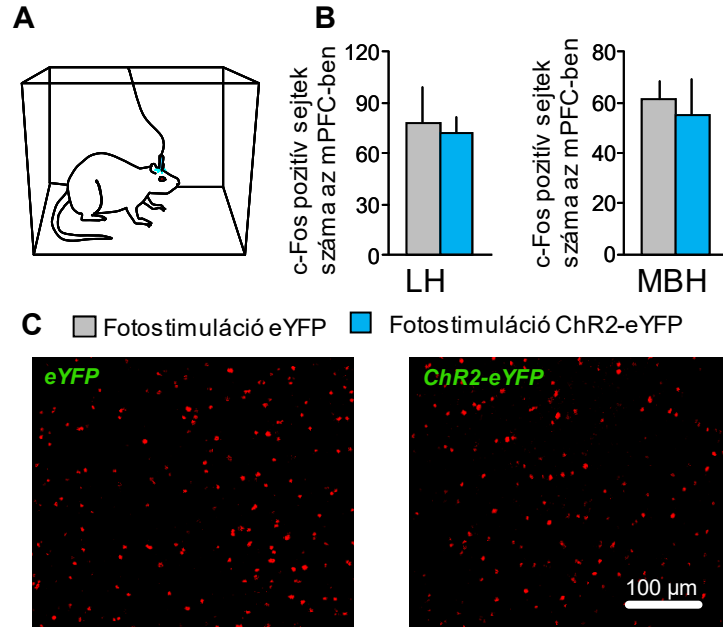 A
B
c-Fos pozitív sejtek
száma az mPFC-ben
120
90
60
30
0
LH
c-Fos pozitív sejtek
száma az mPFC-ben
80
60
40
20
0
MBH
C
Fotostimuláció eYFP
Fotostimuláció ChR2-eYFP
eYFP
ChR2-eYFP
100 µm